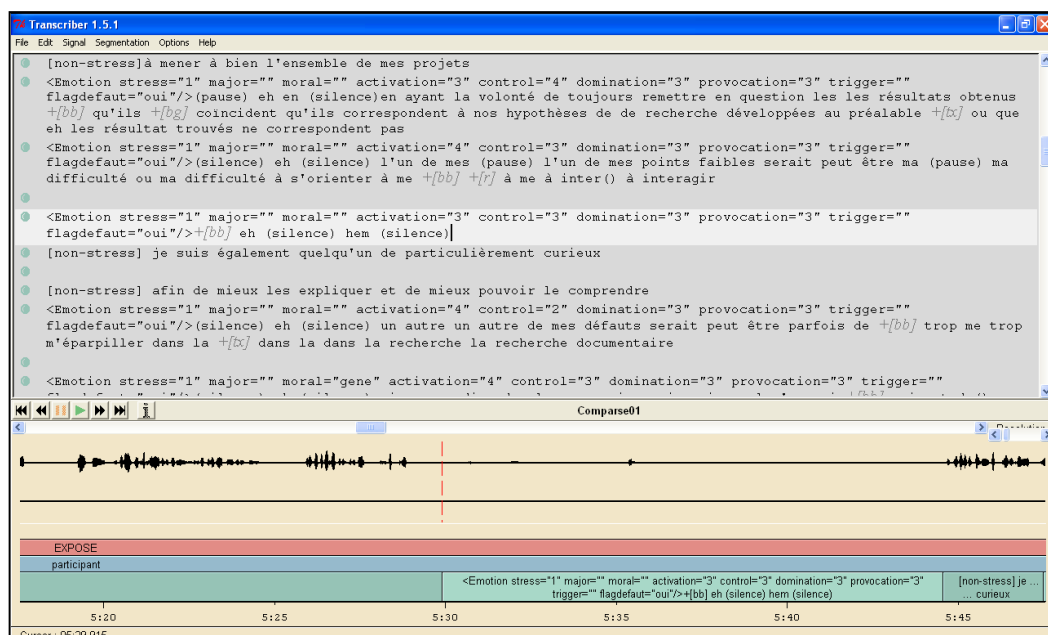 Transcriber 1.5.1
File Edit Signal Segmentation Options Help
[non-stress]à mener à bien l'ensemble de mes projets
<Emotion stress="1" major="" moral="" activation="3" control="4" domination="3" provocation="3" trigger=""
flagdefaut="oui"/>(pause) eh en (silence)en ayant la volonté de toujours remettre en question les les résultats obtenus
+[bb] qu'ils +[bg] coïncident qu'ils correspondent à nos hypothèses de de recherche développées au préalable +[tx] ou que
eh les résultat trouvés ne correspondent pas
<Emotion stress="1" major="" moral="" activation="4" control="3" domination="3" provocation="3" trigger=""
flagdefaut="oui"/>(silence) eh (silence) l'un de mes (pause) l'un de mes points faibles serait peut être ma (pause) ma
difficulté ou ma difficulté à s'orienter à me +[bb] +[r] à me à inter() à interagir
<Emotion stress="1" major="" moral="" activation="3" control="3" domination="3" provocation="3" trigger=""
flagdefaut="oui"/>+[bb] eh (silence) hem (silence)
[non-stress] je suis également quelqu'un de particulièrement curieux
[non-stress] afin de mieux les expliquer et de mieux pouvoir le comprendre
<Emotion stress="1" major="" moral="" activation="4" control="2" domination="3" provocation="3" trigger=""
flagdefaut="oui"/>(silence) eh (silence) un autre un autre de mes défauts serait peut être parfois de +[bb] trop me trop
m'éparpiller dans la +[tx] dans la dans la recherche la recherche documentaire
<Emotion stress="1" major="" moral="gene" activation="4" control="3" domination="3" provocation="3" trigger=""
Comparse01
EXPOSE
participant
<Emotion stress="1" major="" moral="" activation="3" control="3" domination="3" provocation="3"
trigger="" flagdefaut="oui"/>+[bb] eh (silence) hem (silence)
[non-stress] je ...
... curieux
5:20 5:25 5:30 5:35 5:40 5:45